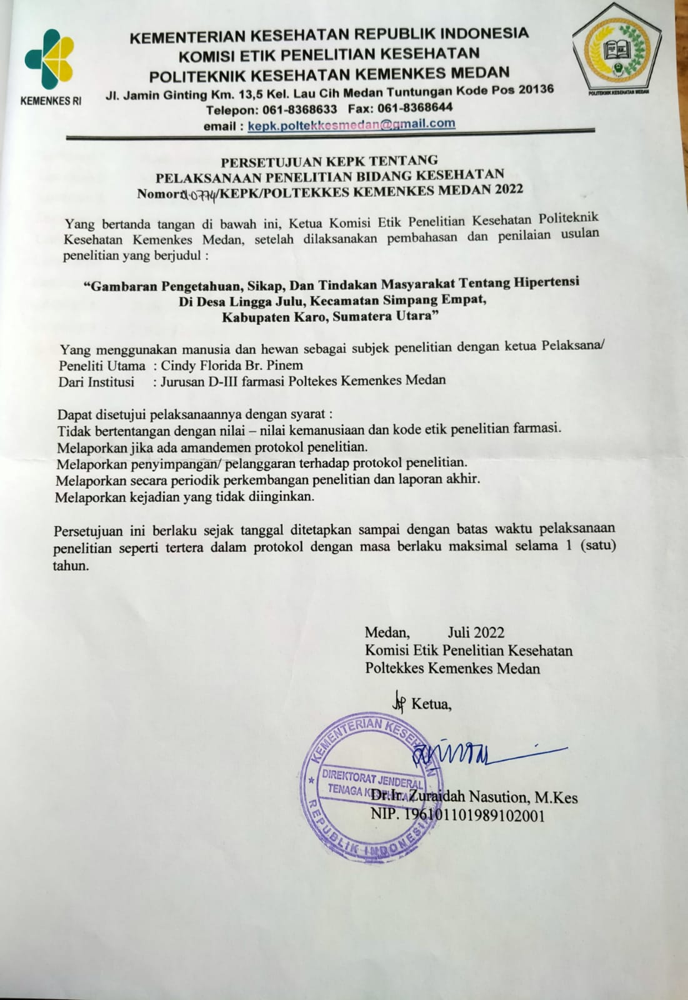 KEMENTERIAN KESEHATAN REPUBLIK INDONESIA
KOMISI ETIK PENELITIAN KESEHATAN
POLITEKNIK KESEHATAN KEMENKES MEDAN
KEMENKES RI
Jl. Jamin Ginting Km. 13,5 Kel. Lau Cih Medan Tuntungan Kode Pos 20136
POLITEKNIK KESEHATAN MEDAN
Telepon: 061-8368633 Fax: 061-8368644
email : kepk.poltekkesmedan@gmail.com
PERSETUJUAN KEPK TENTANG
PELAKSANAAN PENELITIAN BIDANG KESEHATAN
Nomor: 0774/KEPK/POLTEKKES KEMENKES MEDAN 2022
Yang bertanda tangan di bawah ini, Ketua Komisi Etik Penelitian Kesehatan Politeknik
Kesehatan Kemenkes Medan, setelah dilaksanakan pembahasan dan penilaian usulan
penelitian yang berjudul :
“Gambaran Pengetahuan, Sikap, Dan Tindakan Masyarakat Tentang Hipertensi
Di Desa Lingga Julu, Kecamatan Simpang Empat,
Kabupaten Karo, Sumatera Utara”
Yang menggunakan manusia dan hewan sebagai subjek penelitian dengan ketua Pelaksana/
Peneliti Utama : Cindy Florida Br. Pinem
Dari Institusi : Jurusan D-III farmasi Poltekes Kemenkes Medan
Dapat disetujui pelaksanaannya dengan syarat :
Tidak bertentangan dengan nilai – nilai kemanusiaan dan kode etik penelitian farmasi.
Melaporkan jika ada amandemen protokol penelitian.
Melaporkan penyimpangan/ pelanggaran terhadap protokol penelitian.
Melaporkan secara periodik perkembangan penelitian dan laporan akhir.
Melaporkan kejadian yang tidak diinginkan.
Persetujuan ini berlaku sejak tanggal ditetapkan sampai dengan batas waktu pelaksanaan
penelitian seperti tertera dalam protokol dengan masa berlaku maksimal selama 1 (satu)
tahun.
Medan, Juli 2022
Komisi Etik Penelitian Kesehatan
Poltekkes Kemenkes Medan
Ketua,
KEMENTERIAN KESEHATAN
DIREKTORAT JENDERAL
TENAGA KESEHATAN
REPUBLIK INDONESIA
Dr.Ir. Zuraidah Nasution, M.Kes
NIP. 196101101989102001